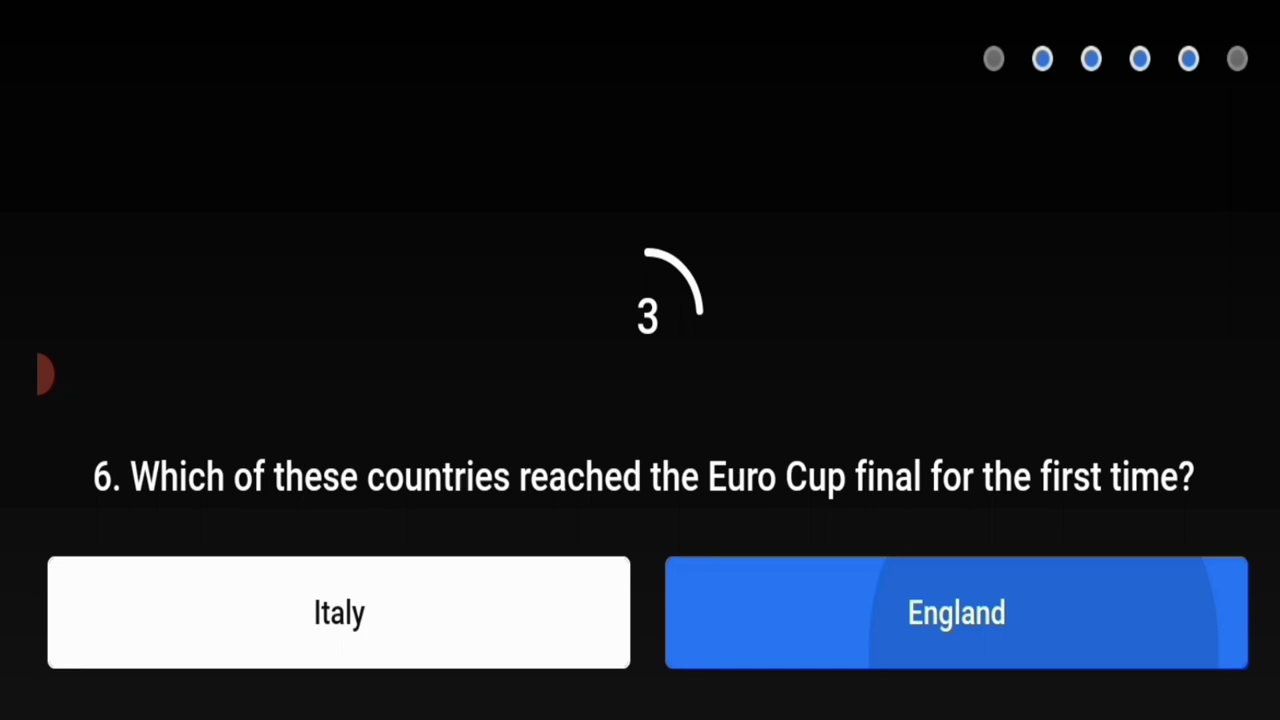 3
6. Which of these countries reached the Euro Cup final for the first time?
Italy
England